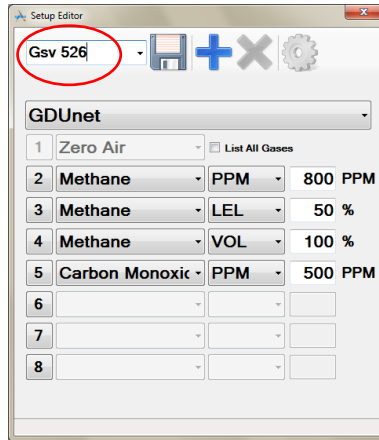 Setup Editor
Gsv 526
GDUnet
1 Zero Air List All Gases
2 Methane PPM 800 PPM
3 Methane LEL 50 %
4 Methane VOL 100 %
5 Carbon Monoxic PPM 500 PPM
6
7
8